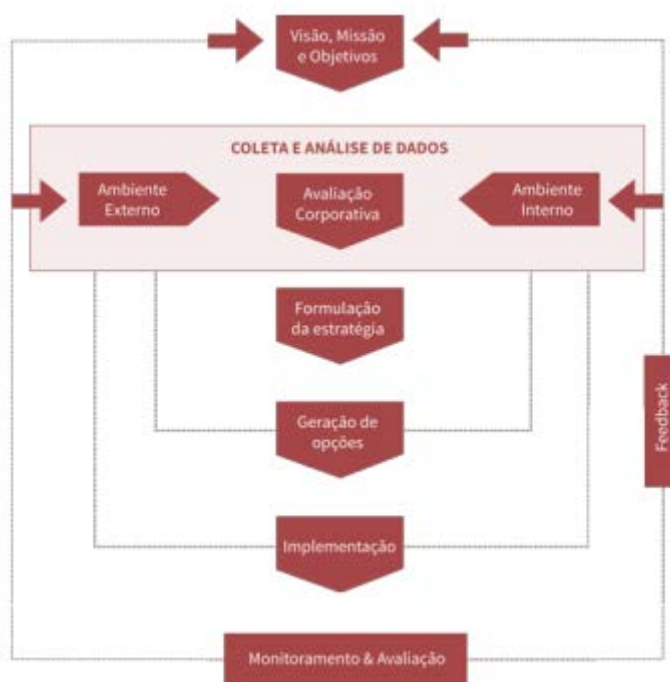 Visão, Missão
e Objetivos
COLETA E ANÁLISE DE DADOS
Ambiente
Externo
Avaliação
Corporativa
Ambiente
Interno
Formulação
da estratégia
Geração de
opções
Feedback
Implementação
Monitoramento & Avaliação